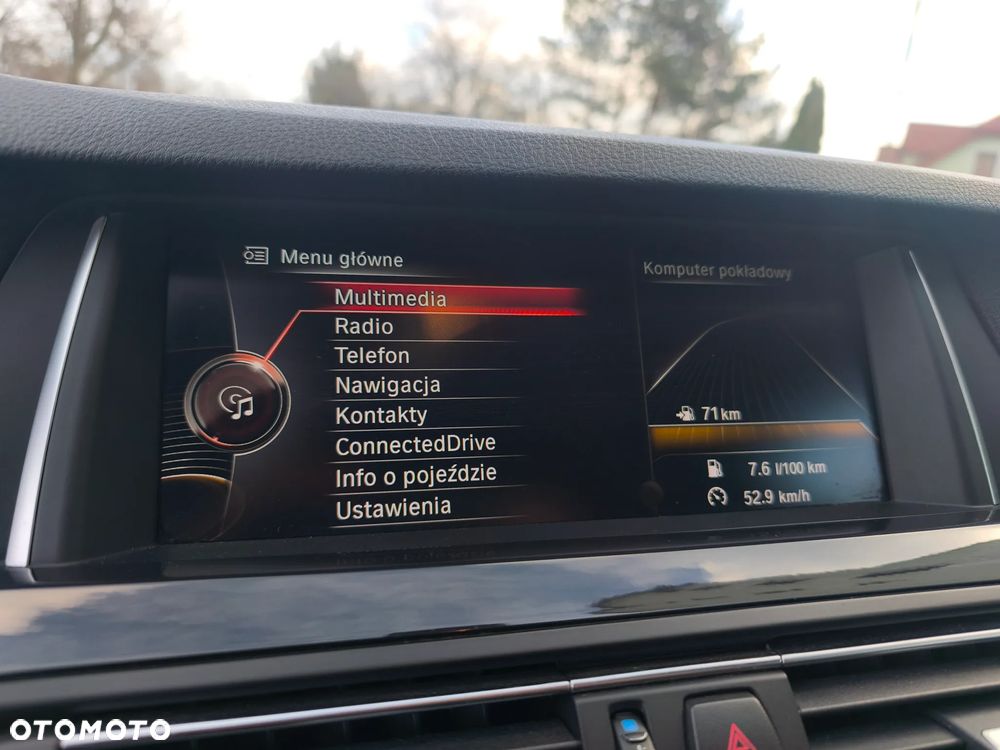 Menu główne
Multimedia
Radio
Telefon
Nawigacja
Kontakty
ConnectedDrive
Info o pojeździe
Ustawienia
Komputer pokładowy
71 km
7.6 l/100 km
52.9 km/h
OTOMOTO